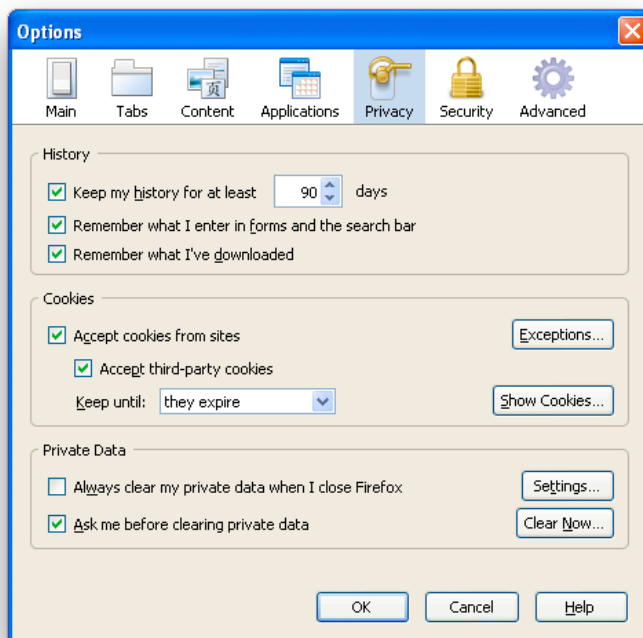 Options
Main Tabs Content Applications Privacy Security Advanced
History
Keep my history for at least 90 days
Remember what I enter in forms and the search bar
Remember what I've downloaded
Cookies
Accept cookies from sites Exceptions...
Accept third-party cookies
Keep until: they expire Show Cookies...
Private Data
Always clear my private data when I close Firefox Settings...
Ask me before clearing private data Clear Now...
OK Cancel Help